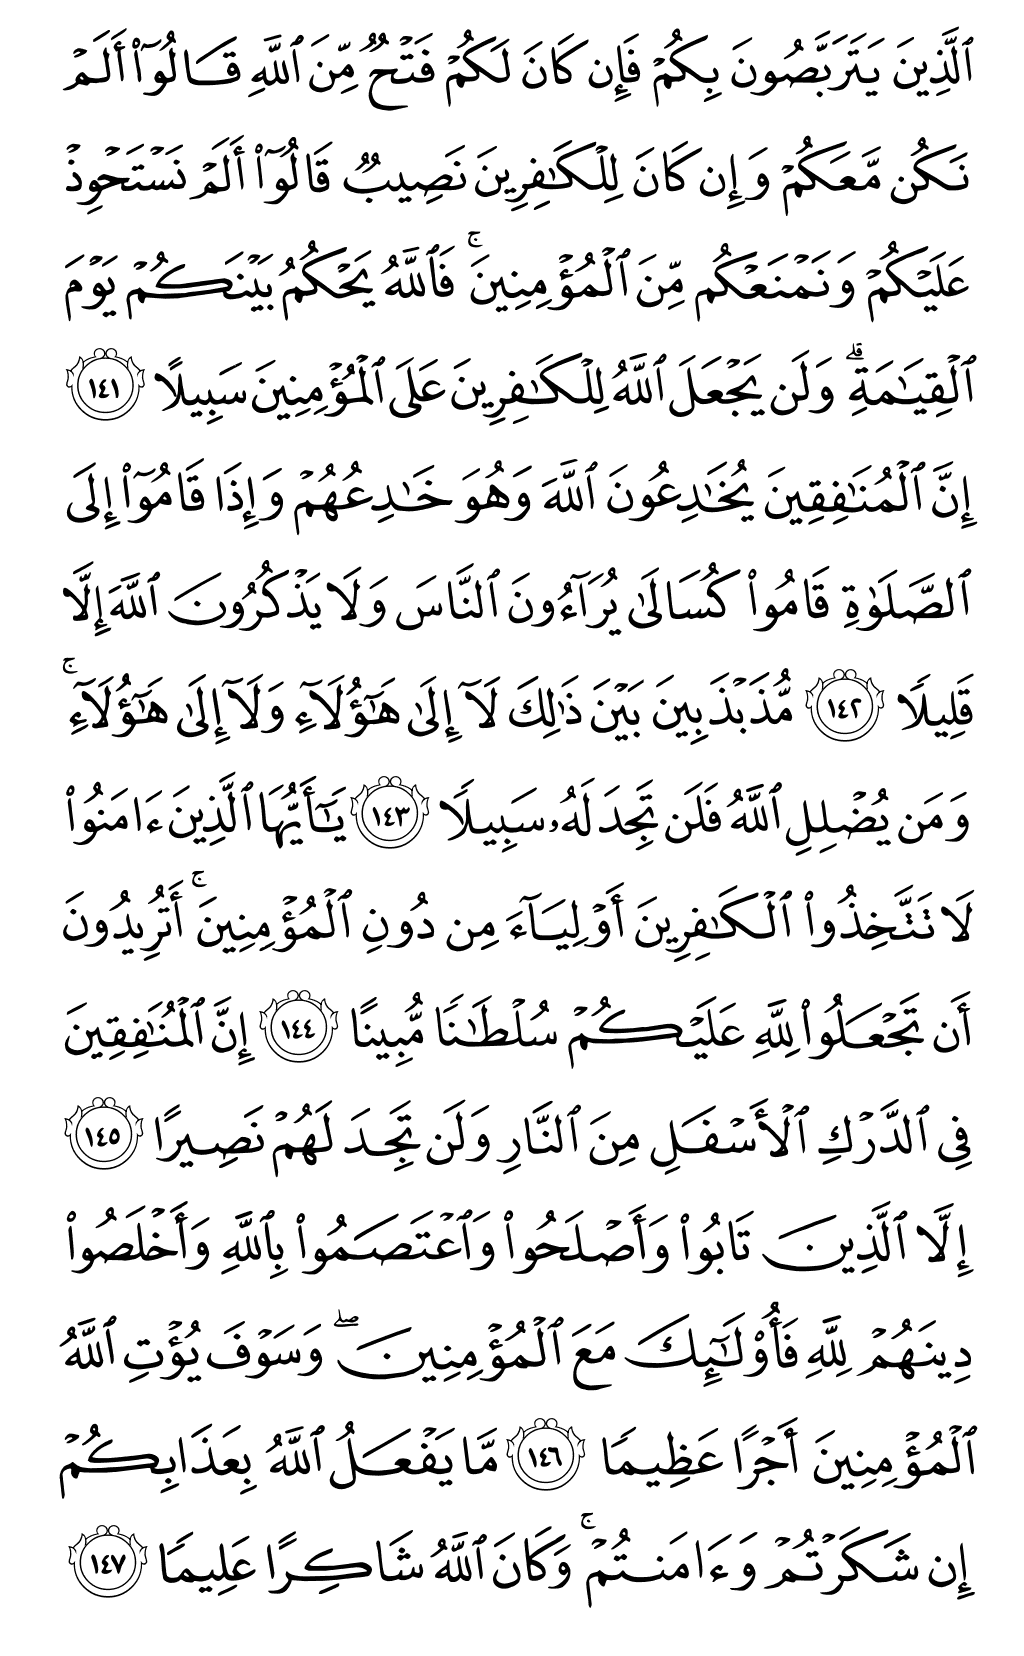 ٱلَّذِينَ يَتَرَبَّصُونَ بِكُمْ فَإِن كَانَ لَكُمْ فَتْحٌ مِّنَ ٱللَّهِ قَالُوٓا۟ أَلَمْ
نَكُن مَّعَكُمْ وَإِن كَانَ لِلْكَـٰفِرِينَ نَصِيبٌ قَالُوٓا۟ أَلَمْ نَسْتَحْوِذْ
عَلَيْكُمْ وَنَمْنَعْكُم مِّنَ ٱلْمُؤْمِنِينَ ۚ فَٱللَّهُ يَحْكُمُ بَيْنَكُمْ يَوْمَ
ٱلْقِيَـٰمَةِ ۗ وَلَن يَجْعَلَ ٱللَّهُ لِلْكَـٰفِرِينَ عَلَى ٱلْمُؤْمِنِينَ سَبِيلًا ١٤١
إِنَّ ٱلْمُنَـٰفِقِينَ يُخَـٰدِعُونَ ٱللَّهَ وَهُوَ خَـٰدِعُهُمْ وَإِذَا قَامُوٓا۟ إِلَى
ٱلصَّلَوٰةِ قَامُوا۟ كُسَالَىٰ يُرَآءُونَ ٱلنَّاسَ وَلَا يَذْكُرُونَ ٱللَّهَ إِلَّا
قَلِيلًا ١٤٢ مُّذَبْذَبِينَ بَيْنَ ذَٰلِكَ لَآ إِلَىٰ هَـٰٓؤُلَآءِ وَلَآ إِلَىٰ هَـٰٓؤُلَآءِ ۚ
وَمَن يُضْلِلِ ٱللَّهُ فَلَن تَجِدَ لَهُۥ سَبِيلًا ١٤٣ يَـٰٓأَيُّهَا ٱلَّذِينَ ءَامَنُوا۟
لَا تَتَّخِذُوا۟ ٱلْكَـٰفِرِينَ أَوْلِيَآءَ مِن دُونِ ٱلْمُؤْمِنِينَ ۚ أَتُرِيدُونَ
أَن تَجْعَلُوا۟ لِلَّهِ عَلَيْكُمْ سُلْطَـٰنًا مُّبِينًا ١٤٤ إِنَّ ٱلْمُنَـٰفِقِينَ
فِى ٱلدَّرْكِ ٱلْأَسْفَلِ مِنَ ٱلنَّارِ وَلَن تَجِدَ لَهُمْ نَصِيرًا ١٤٥
إِلَّا ٱلَّذِينَ تَابُوا۟ وَأَصْلَحُوا۟ وَٱعْتَصَمُوا۟ بِٱللَّهِ وَأَخْلَصُوا۟
دِينَهُمْ لِلَّهِ فَأُو۟لَـٰٓئِكَ مَعَ ٱلْمُؤْمِنِينَ ۖ وَسَوْفَ يُؤْتِ ٱللَّهُ
ٱلْمُؤْمِنِينَ أَجْرًا عَظِيمًا ١٤٦ مَّا يَفْعَلُ ٱللَّهُ بِعَذَابِكُمْ
إِن شَكَرْتُمْ وَءَامَنتُمْ ۚ وَكَانَ ٱللَّهُ شَاكِرًا عَلِيمًا ١٤٧